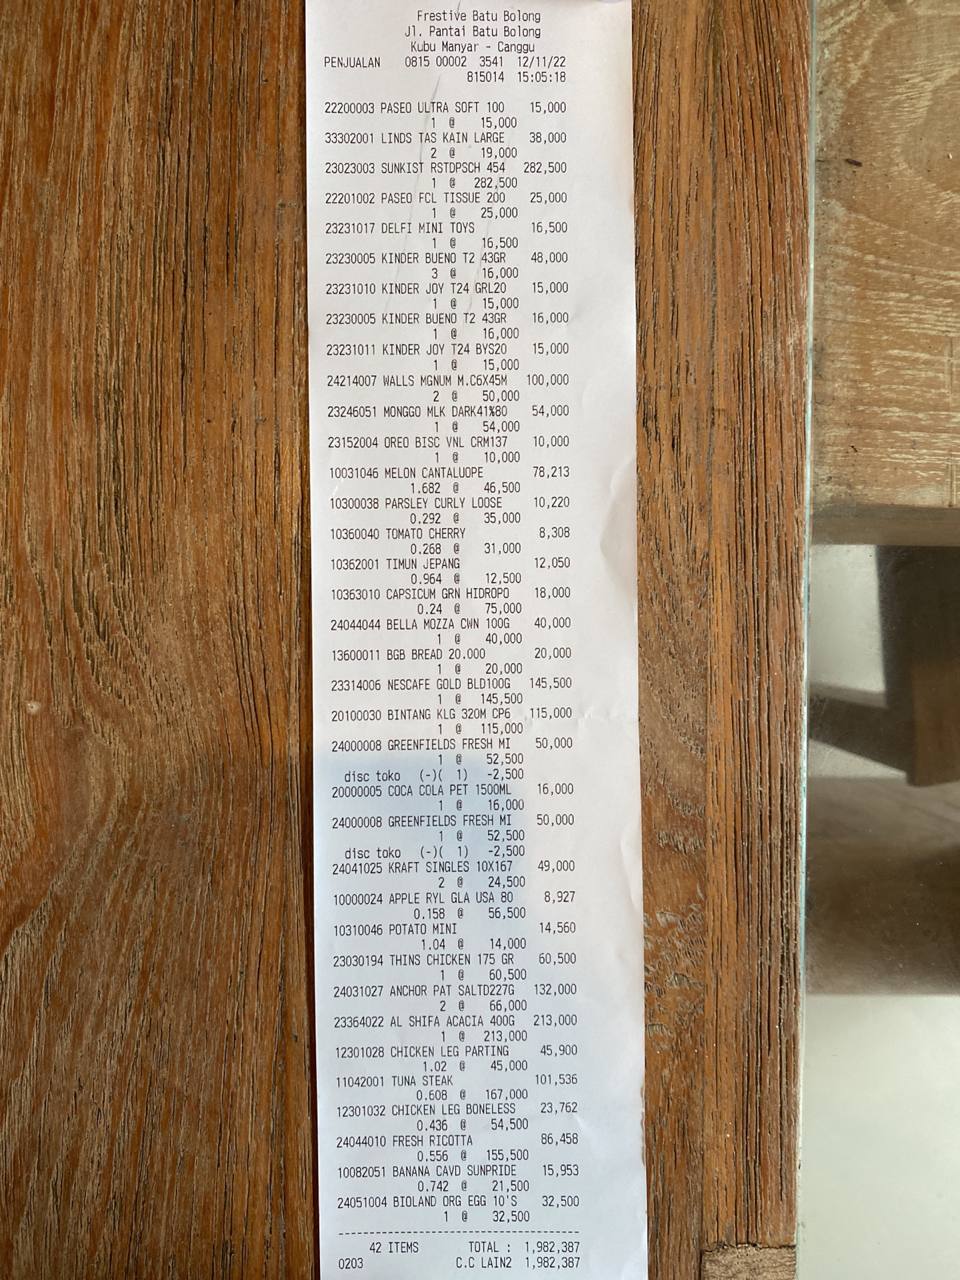 Frestive Batu Bolong
Jl. Pantai Batu Bolong
Kubu Manyar - Canggu
PENJUALAN 0815 00002 3541 12/11/22
815014 15:05:18
22200003 PASEO ULTRA SOFT 100 15,000
1 @ 15,000
33302001 LINDS TAS KAIN LARGE 38,000
2 @ 19,000
23023003 SUNKIST RSTDPSCH 454 282,500
1 @ 282,500
22201002 PASEO FCL TISSUE 200 25,000
1 @ 25,000
23231017 DELFI MINI TOYS 16,500
1 @ 16,500
23230005 KINDER BUENO T2 43GR 48,000
3 @ 16,000
23231010 KINDER JOY T24 GRL20 15,000
1 @ 15,000
23230005 KINDER BUENO T2 43GR 16,000
1 @ 16,000
23231011 KINDER JOY T24 BYS20 15,000
1 @ 15,000
24214007 WALLS MGNUM M.C6X45M 100,000
2 @ 50,000
23246051 MONGGO MLK DARK41%80 54,000
1 @ 54,000
23152004 OREO BISC VNL CRM137 10,000
1 @ 10,000
10031046 MELON CANTALUOPE 78,213
1.682 @ 46,500
10300038 PARSLEY CURLY LOOSE 10,220
0.292 @ 35,000
10360040 TOMATO CHERRY 8,308
0.268 @ 31,000
10362001 TIMUN JEPANG 12,050
0.964 @ 12,500
10363010 CAPSICUM GRN HIDROPO 18,000
0.24 @ 75,000
24044044 BELLA MOZZA CWN 100G 40,000
1 @ 40,000
13600011 BGB BREAD 20.000 20,000
1 @ 20,000
23314006 NESCAFE GOLD BLD100G 145,500
1 @ 145,500
20100030 BINTANG KLG 320M CP6 115,000
1 @ 115,000
24000008 GREENFIELDS FRESH MI 50,000
1 @ 52,500
disc toko (-)( 1) -2,500
20000005 COCA COLA PET 1500ML 16,000
1 @ 16,000
24000008 GREENFIELDS FRESH MI 50,000
1 @ 52,500
disc toko (-)( 1) -2,500
24041025 KRAFT SINGLES 10X167 49,000
2 @ 24,500
10000024 APPLE RYL GLA USA 80 8,927
0.158 @ 56,500
10310046 POTATO MINI 14,560
1.04 @ 14,000
23030194 THINS CHICKEN 175 GR 60,500
1 @ 60,500
24031027 ANCHOR PAT SALTD227G 132,000
2 @ 66,000
23364022 AL SHIFA ACACIA 400G 213,000
1 @ 213,000
12301028 CHICKEN LEG PARTING 45,900
1.02 @ 45,000
11042001 TUNA STEAK 101,536
0.608 @ 167,000
12301032 CHICKEN LEG BONELESS 23,762
0.436 @ 54,500
24044010 FRESH RICOTTA 86,458
0.556 @ 155,500
10082051 BANANA CAVD SUNPRIDE 15,953
0.742 @ 21,500
24051004 BIOLAND ORG EGG 10'S 32,500
1 @ 32,500
----------------------------------------
42 ITEMS TOTAL : 1,982,387
0203 C.C LAIN2 1,982,387